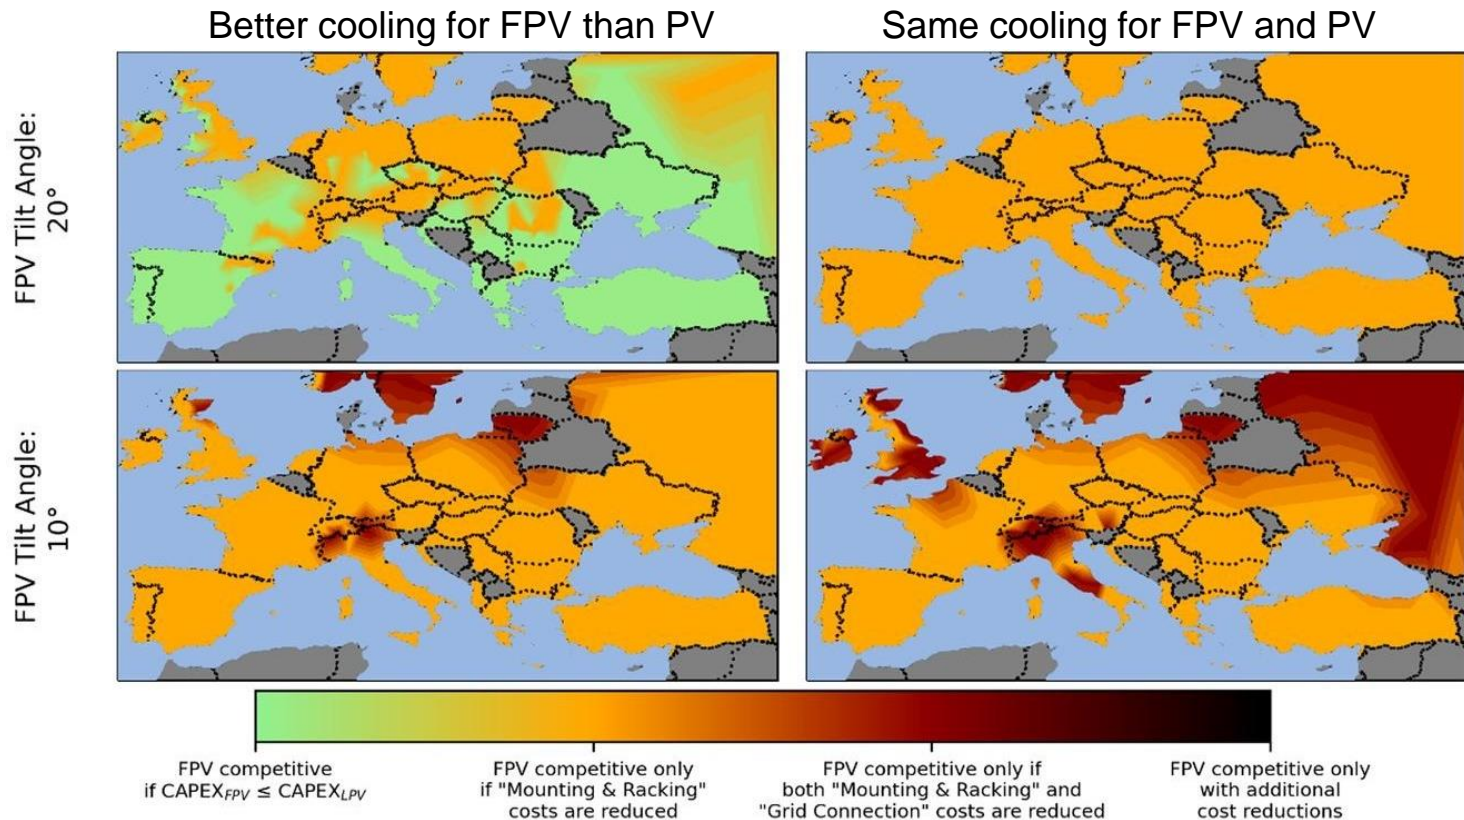 Better cooling for FPV than PV
Same cooling for FPV and PV
FPV Tilt Angle:
20°
FPV Tilt Angle:
10°
FPV competitive
if CAPEX_FPV ≤ CAPEX_LPV
FPV competitive only
if "Mounting & Racking"
costs are reduced
FPV competitive only if
both "Mounting & Racking" and
"Grid Connection" costs are reduced
FPV competitive only
with additional
cost reductions